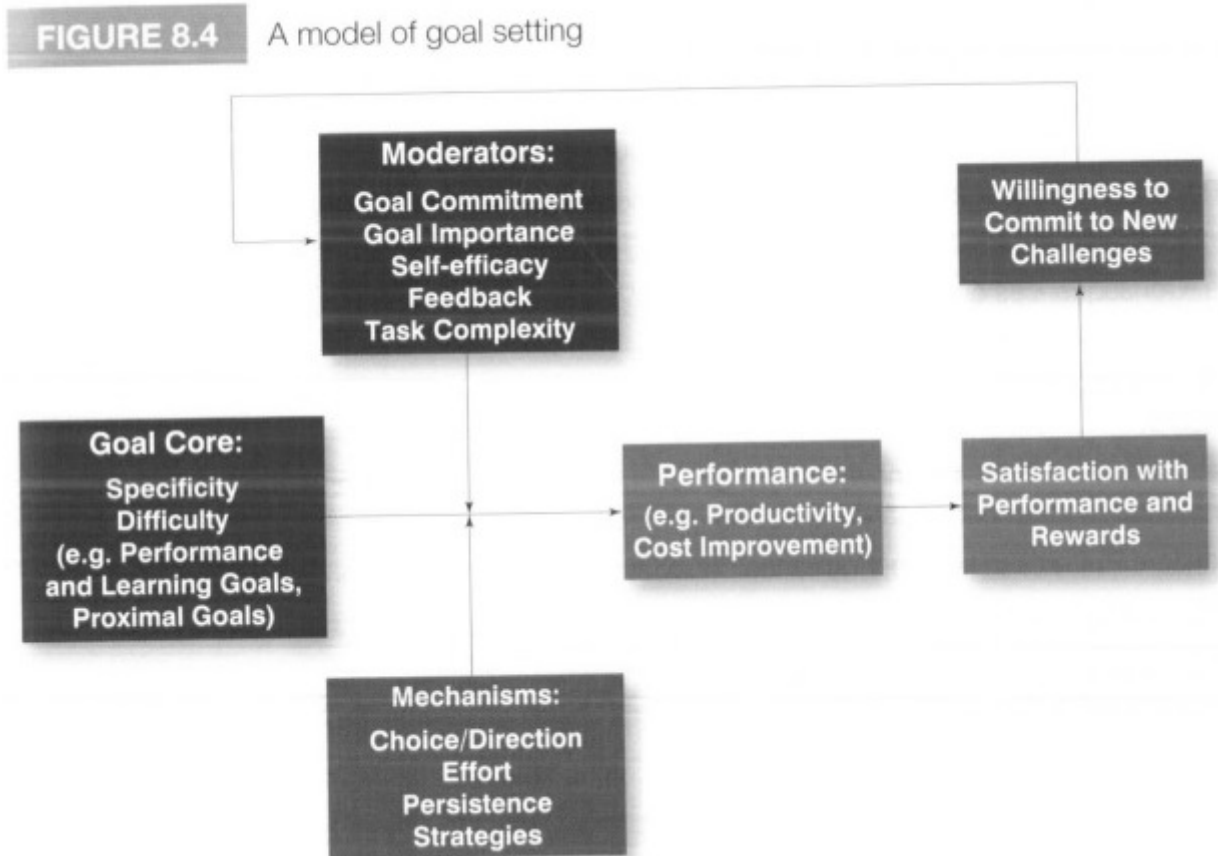 FIGURE 8.4 A model of goal setting
Moderators:
Goal Commitment
Goal Importance
Self-efficacy
Feedback
Task Complexity
Willingness to
Commit to New
Challenges
Goal Core:
Specificity
Difficulty
(e.g. Performance
and Learning Goals,
Proximal Goals)
Performance:
(e.g. Productivity,
Cost Improvement)
Satisfaction with
Performance and
Rewards
Mechanisms:
Choice/Direction
Effort
Persistence
Strategies